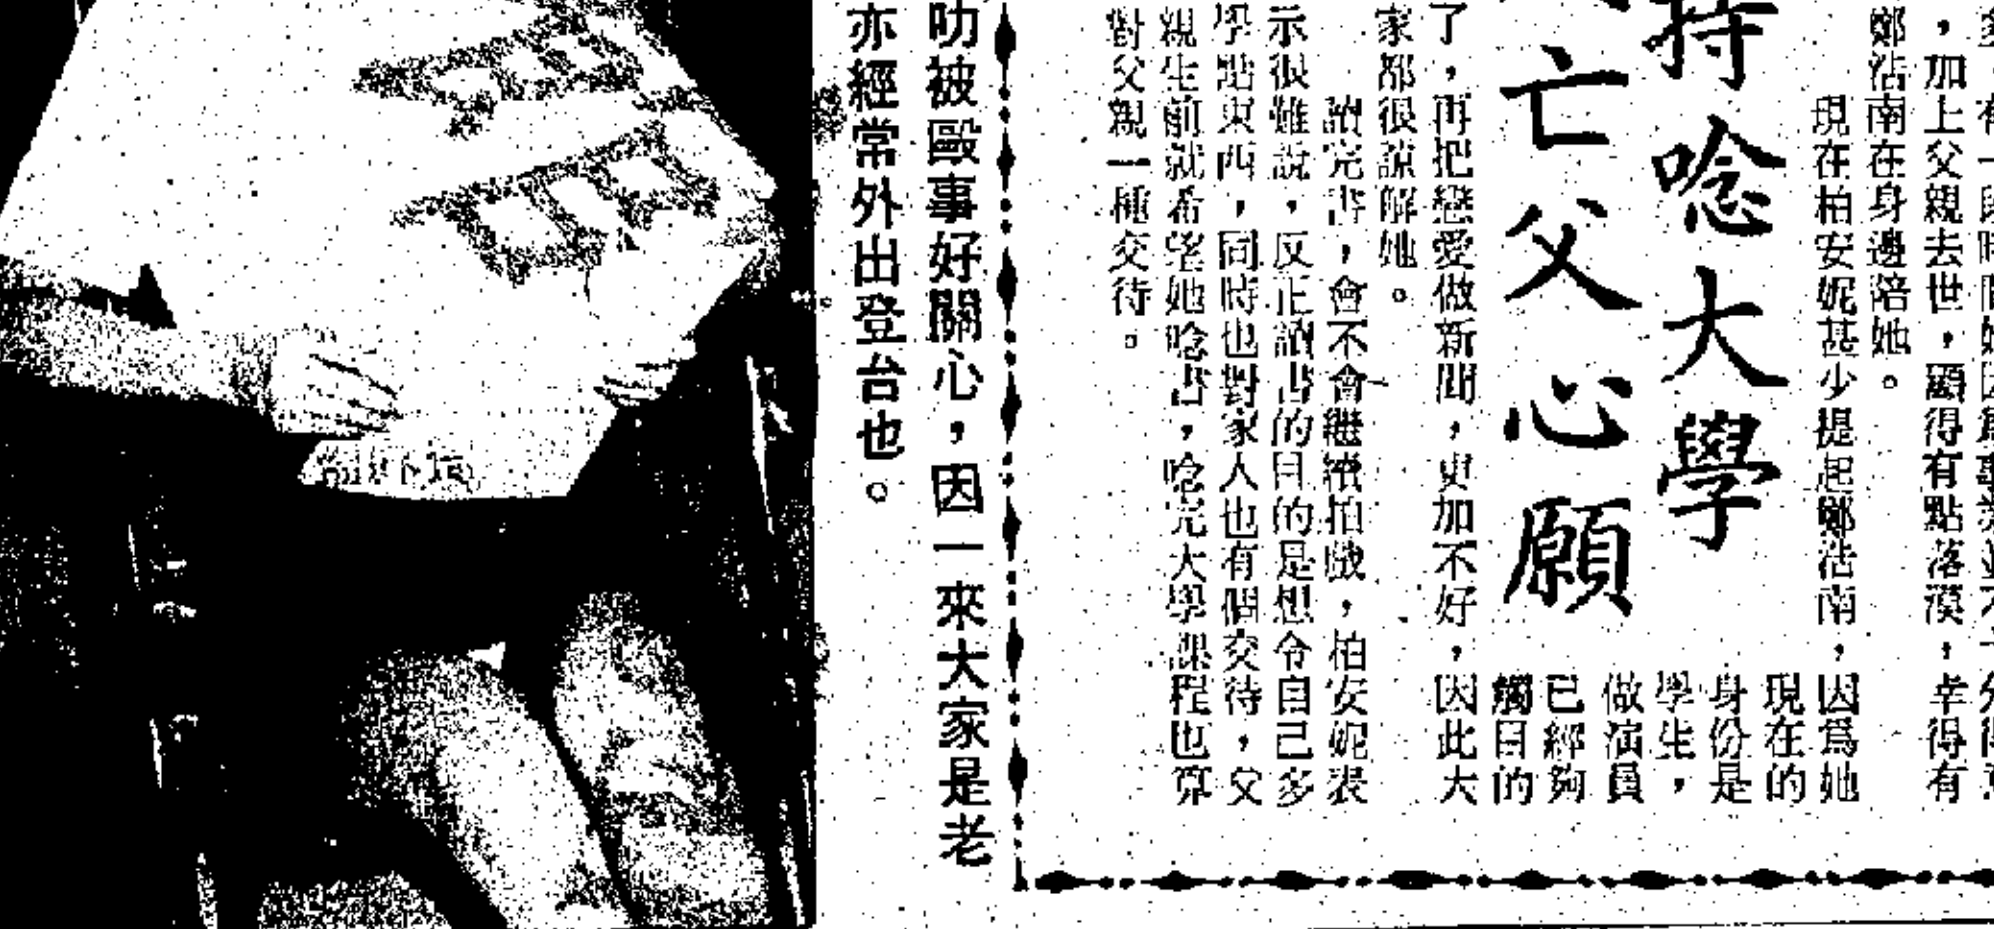 ，加上父親去世，顯得有點落漠，幸得有
鄭沾南在身邊陪她。
現在柏安妮甚少提起鄭沾南，因爲她
持唸大學
亡父心願
現在的
身份是
學生，
做演員
已經夠
觸目的
了，再把戀愛做新聞，更加不好，因此大
家都很諒解她。
讀完書，會不會繼續拍戲，柏安妮表
示很難說，反正讀書的目的是想令自己多
學點東西，同時也對家人也有個交待，父
親生前就希望她唸書，唸完大學課程也算
對父親一種交待。
叻被毆事好關心，因一來大家是老
亦經常外出登台也。